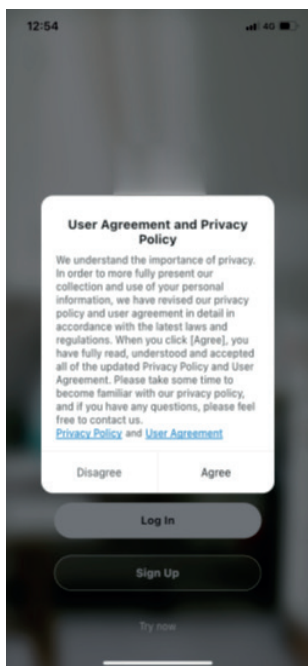 12:54
4G
User Agreement and Privacy
Policy
We understand the importance of privacy.
In order to more fully present our
collection and use of your personal
information, we have revised our privacy
policy and user agreement in detail in
accordance with the latest laws and
regulations. When you click [Agree], you
have fully read, understood and accepted
all of the updated Privacy Policy and User
Agreement. Please take some time to
become familiar with our privacy policy,
and if you have any questions, please feel
free to contact us.
Privacy Policy and User Agreement
Disagree Agree
Log In
Sign Up
Try now